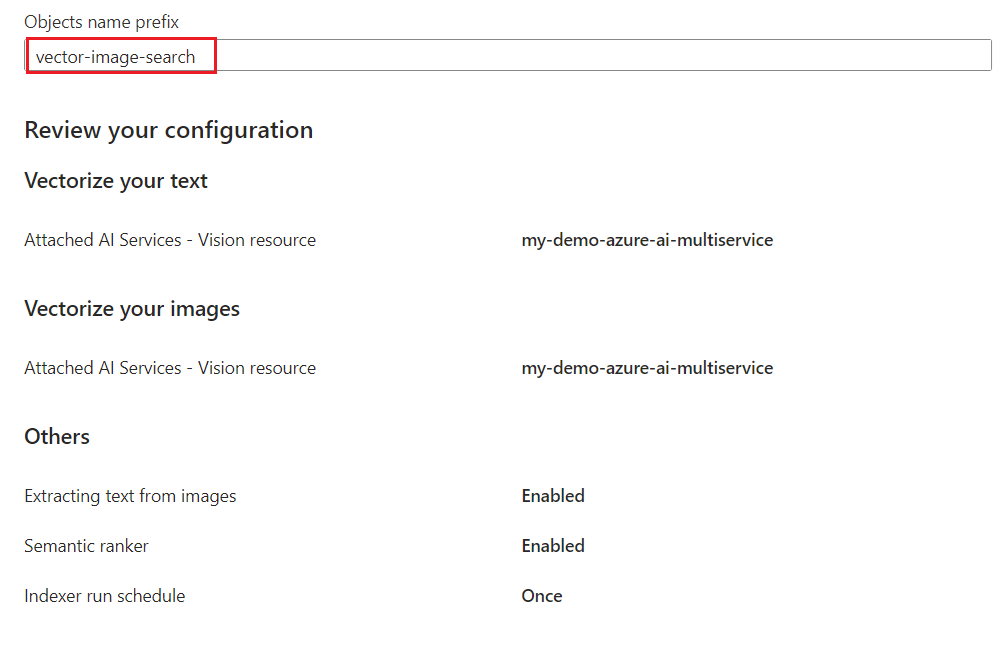 Objects name prefix
vector-image-search
Review your configuration
Vectorize your text
Attached AI Services - Vision resource my-demo-azure-ai-multiservice
Vectorize your images
Attached AI Services - Vision resource my-demo-azure-ai-multiservice
Others
Extracting text from images Enabled
Semantic ranker Enabled
Indexer run schedule Once